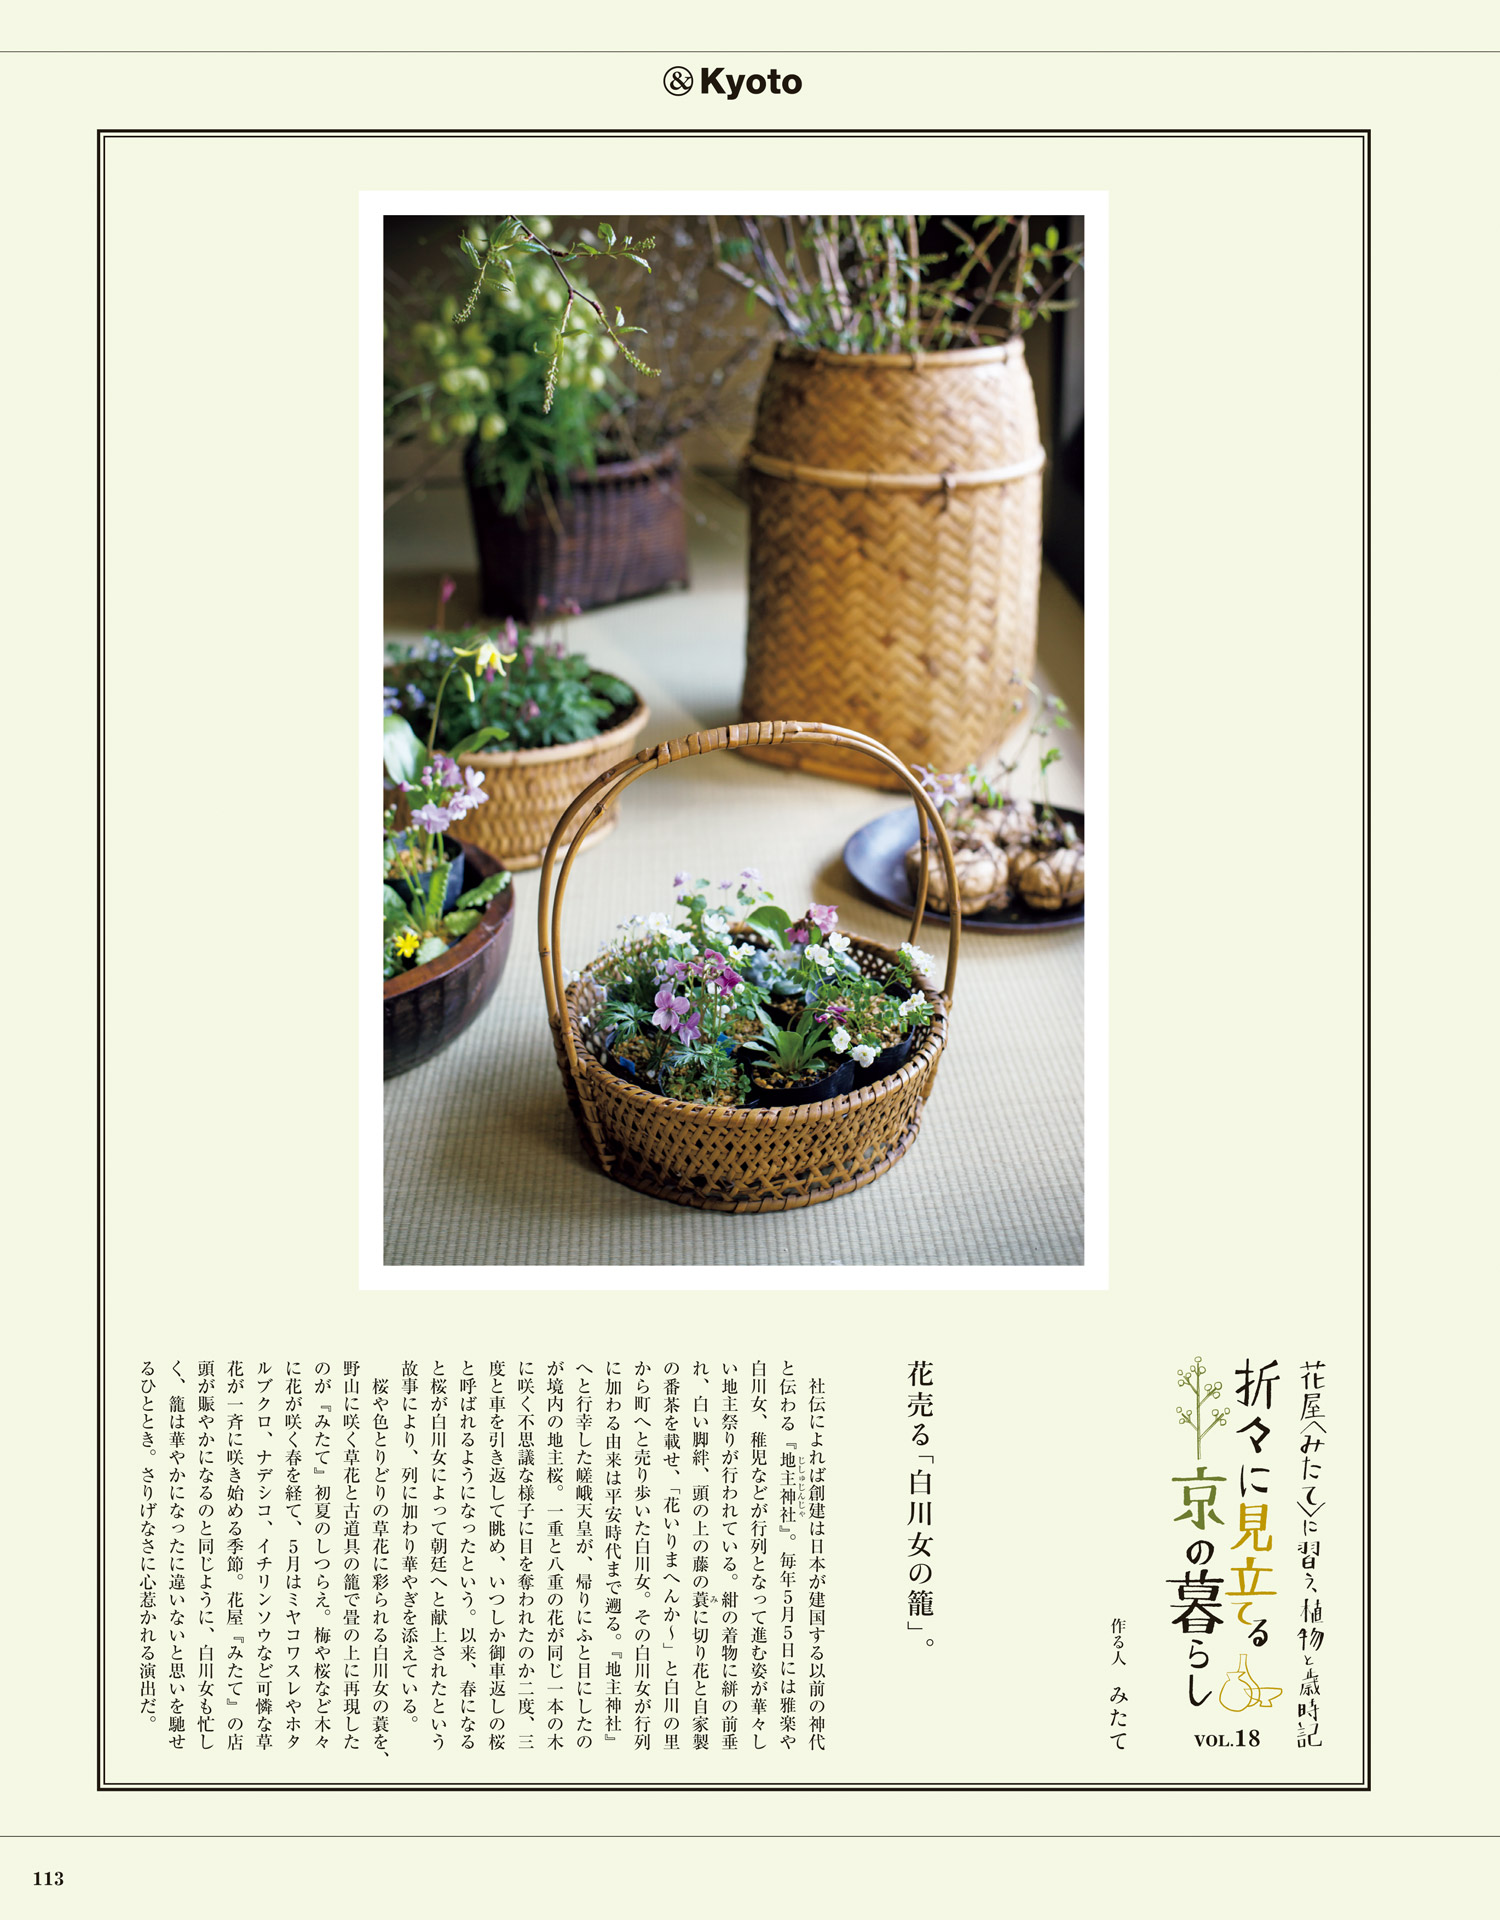 &Kyoto
花屋〈みたて〉に習う、植物と歳時記
折々に見立てる
京の暮らし
VOL.18
作る人 みたて
花売る「白川女の籠」。
社伝によれば創建は日本が建国する以前の神代
と伝わる『地主神社』。毎年5月5日には雅楽や
じしゅじんじゃ
白川女、稚児などが行列となって進む姿が華々し
い地主祭りが行われている。紺の着物に絣の前垂
れ、白い脚絆、頭の上の藤の蓑に切り花と自家製
み
の番茶を載せ、「花いりまへんか〜」と白川の里
から町へと売り歩いた白川女。その白川女が行列
に加わる由来は平安時代まで遡る。『地主神社』
へと行幸した嵯峨天皇が、帰りにふと目にしたの
が境内の地主桜。一重と八重の花が同じ一本の木
に咲く不思議な様子に目を奪われたのか二度、三
度と車を引き返して眺め、いつしか御車返しの桜
と呼ばれるようになったという。以来、春になる
と桜が白川女によって朝廷へと献上されたという
故事により、列に加わり華やぎを添えている。
桜や色とりどりの草花に彩られる白川女の蓑を、
野山に咲く草花と古道具の籠で畳の上に再現した
のが『みたて』初夏のしつらえ。梅や桜など木々
に花が咲く春を経て、5月はミヤコワスレやホタ
ルブクロ、ナデシコ、イチリンソウなど可憐な草
花が一斉に咲き始める季節。花屋『みたて』の店
頭が賑やかになるのと同じように、白川女も忙し
く、籠は華やかになったに違いないと思いを馳せ
るひととき。さりげなさに心惹かれる演出だ。
113